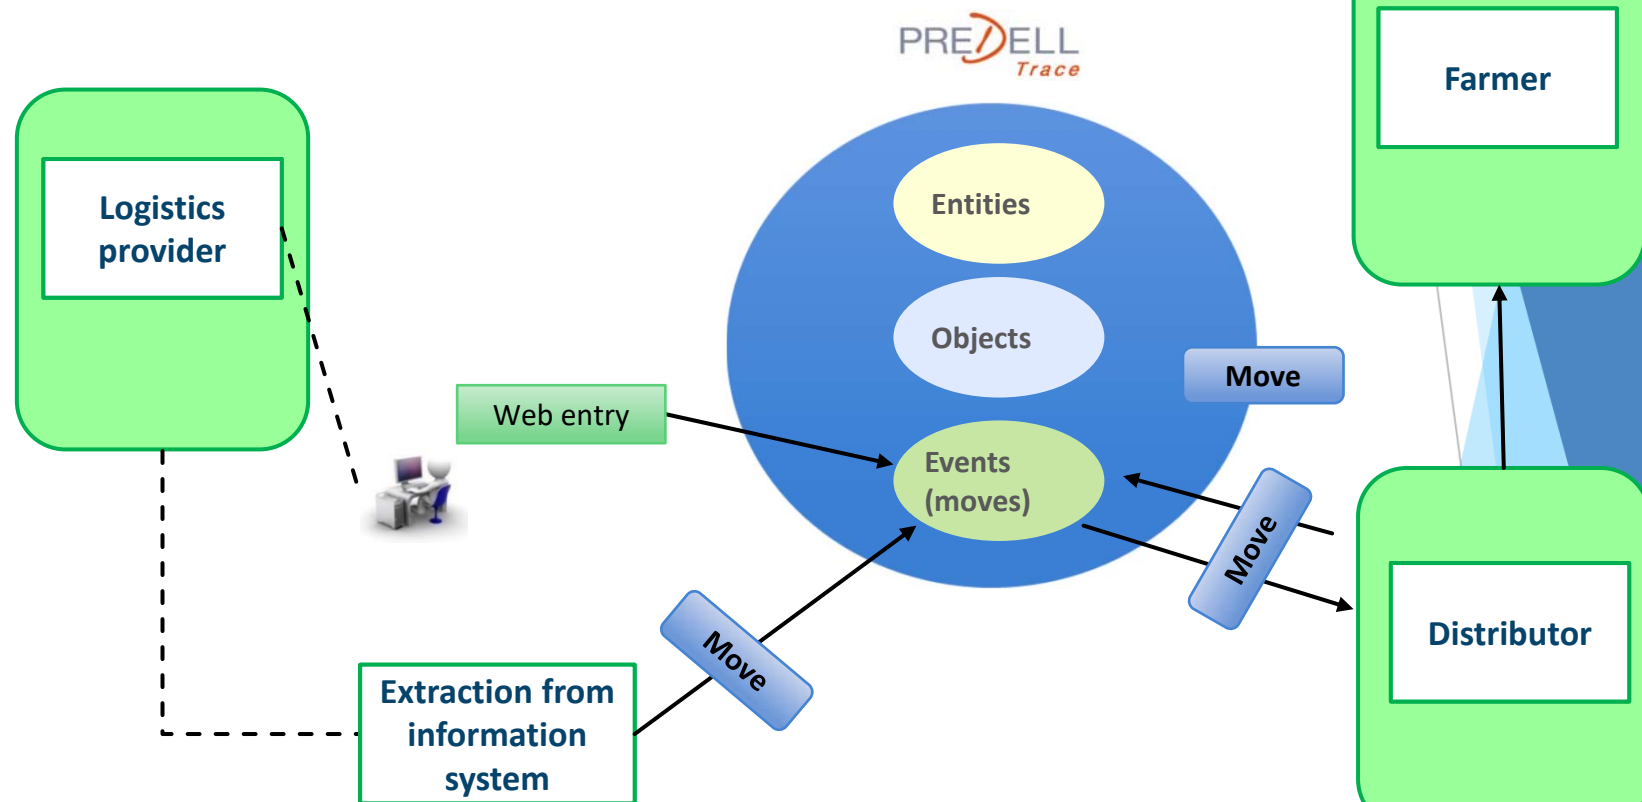 PREDELL
Trace
Farmer
Logistics
provider
Entities
Objects
Move
Web entry
Events
(moves)
Move
Distributor
Move
Extraction from
information
system